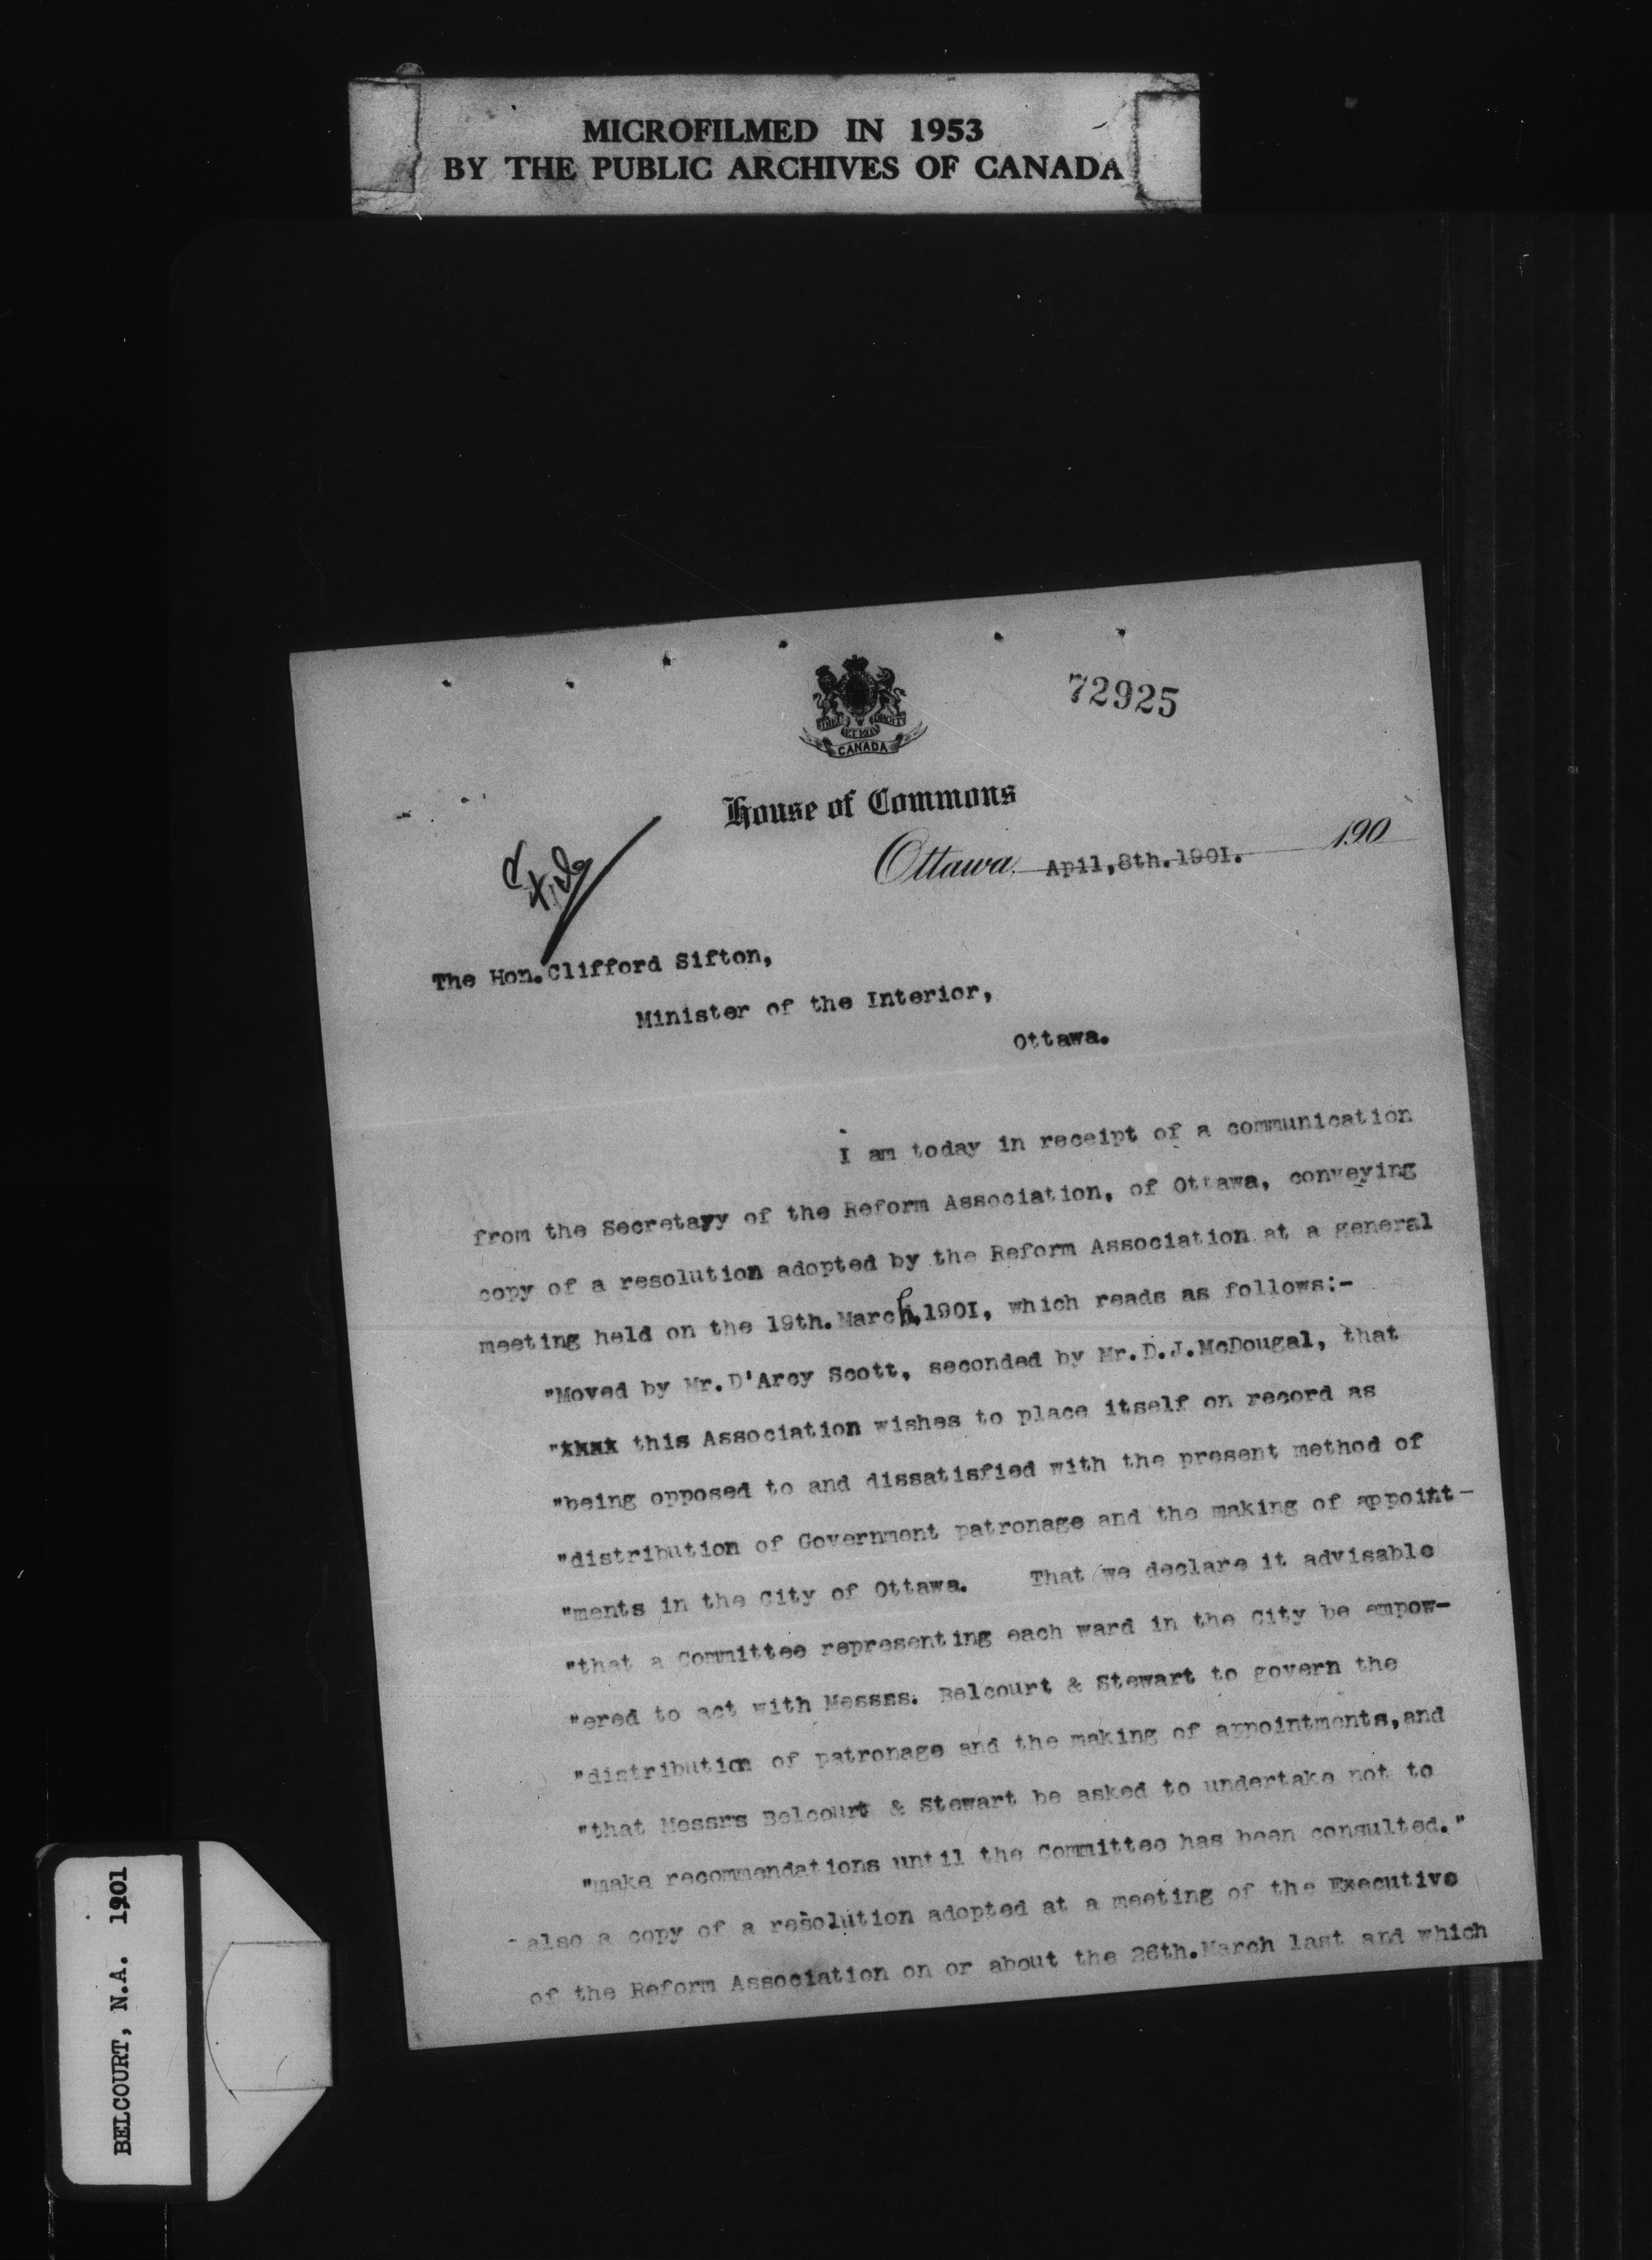 MICROFILMED IN 1953
BY THE PUBLIC ARCHIVES OF CANADA
72925
CANADA
House of Commons
Ottawa, Apil,8th.1901. 190
The Hon.Clifford Sifton,
Minister of the Interior,
Ottawa.
I am today in receipt of a communication
from the Secretayy of the Reform Association, of Ottawa, conveying
copy of a resolution adopted by the Reform Association at a general
meeting held on the 19th.March,1901, which reads as follows:-
"Moved by Mr.D'Arcy Scott, seconded by Mr.D.J.McDougal, that
"xxxx this Association wishes to place itself on record as
"being opposed to and dissatisfied with the present method of
"distribution of Government patronage and the making of appoint-
"ments in the City of Ottawa. That we declare it advisable
"that a Committee representing each ward in the City be empow-
"ered to act with Messss. Belcourt & Stewart to govern the
"distribution of patronage and the making of appointments,and
"that Messrs Belcourt & Stewart be asked to undertake not to
"make recommendations until the Committee has been consulted."
also a copy of a resolution adopted at a meeting of the Executive
of the Reform Association on or about the 26th.March last and which
BELCOURT, N.A. 1901